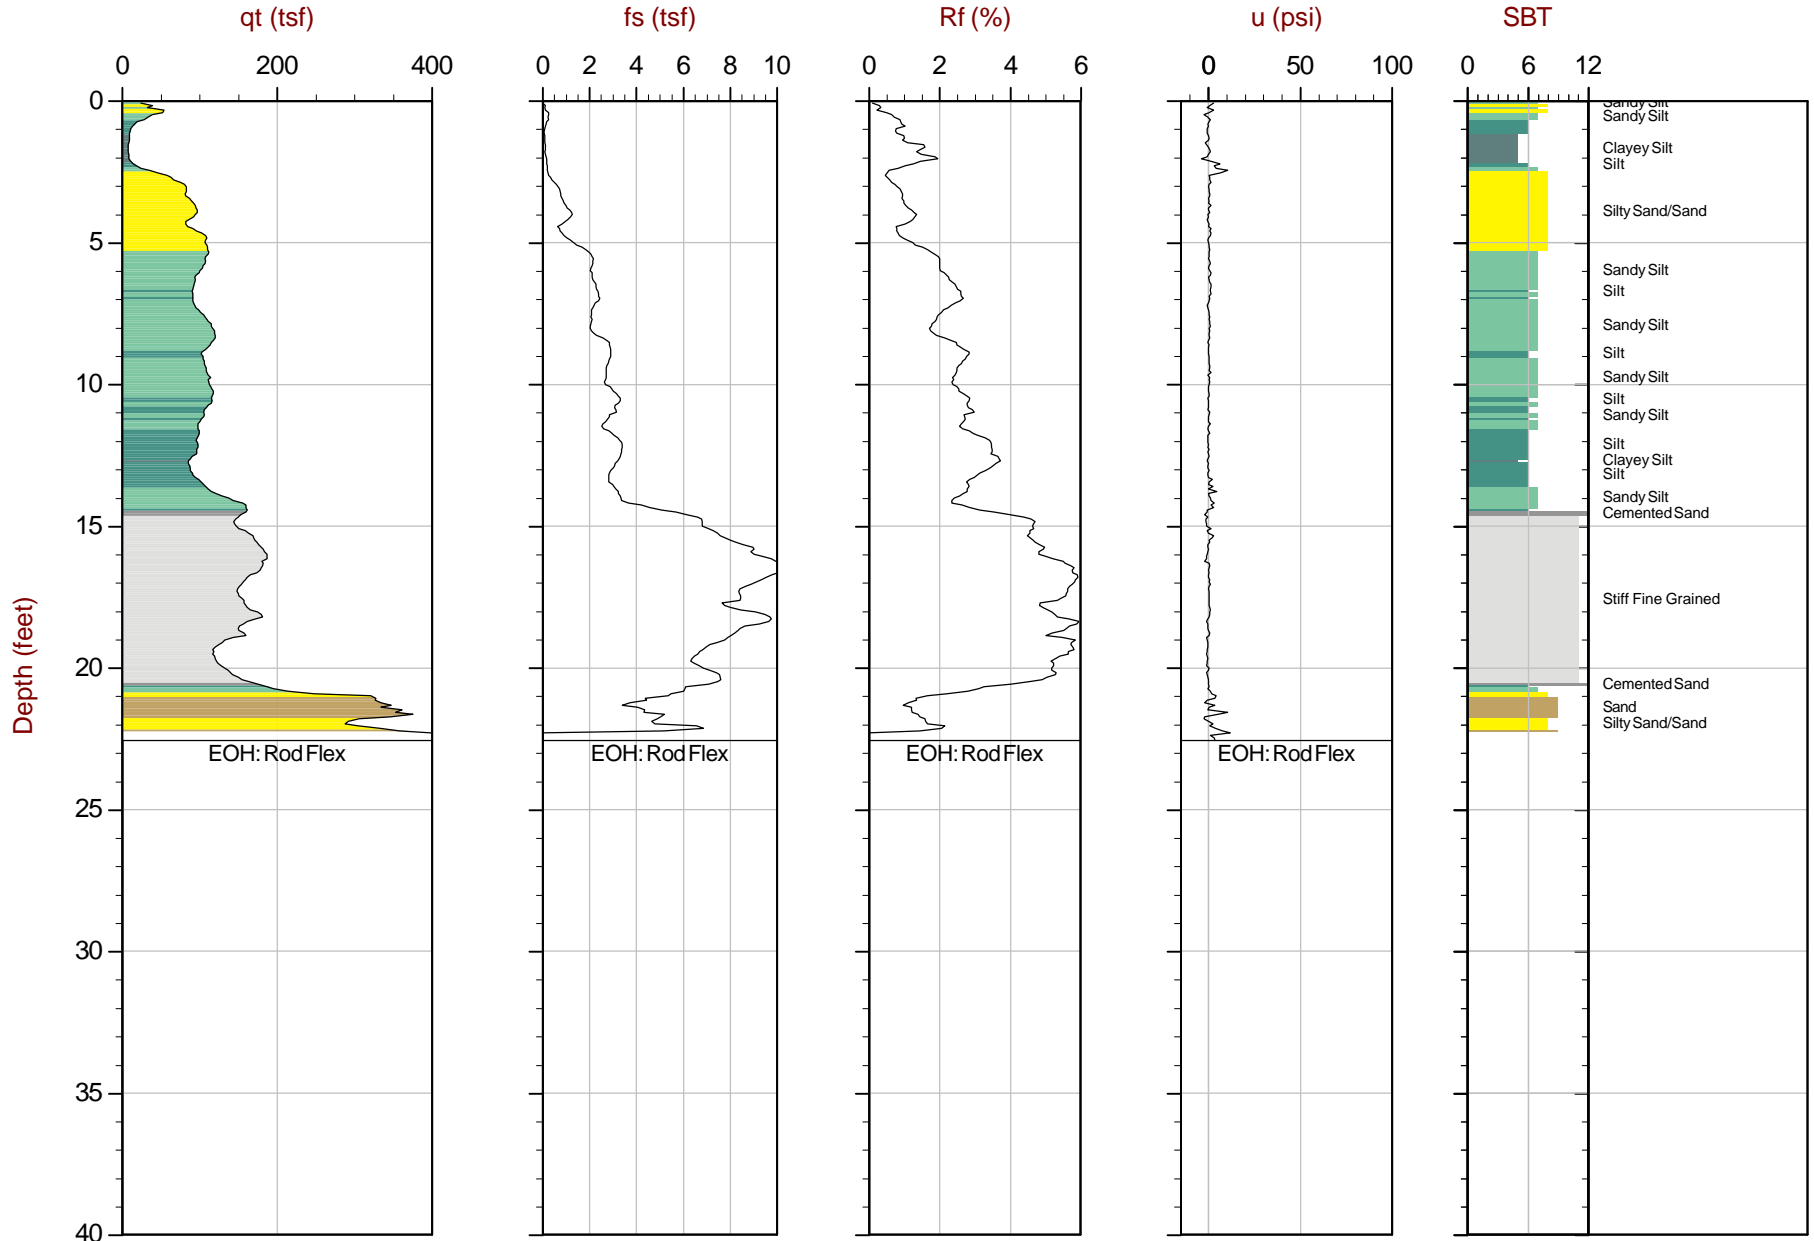 qt (tsf) fs (tsf) Rf (%) u (psi) SBT
0 200 400 0 2 4 6 8 10 0 2 4 6 0 50 100 0 6 12
0
Sandy Silt
Sandy Silt
Clayey Silt
Silt
Silty Sand/Sand
5
Sandy Silt
Silt
Sandy Silt
Silt
Sandy Silt
10
Silt
Sandy Silt
Silt
Clayey Silt
Silt
Sandy Silt
Cemented Sand
15
Stiff Fine Grained
Depth (feet)
20
Cemented Sand
Sand
Silty Sand/Sand
EOH: Rod Flex EOH: Rod Flex EOH: Rod Flex EOH: Rod Flex
25
30
35
40